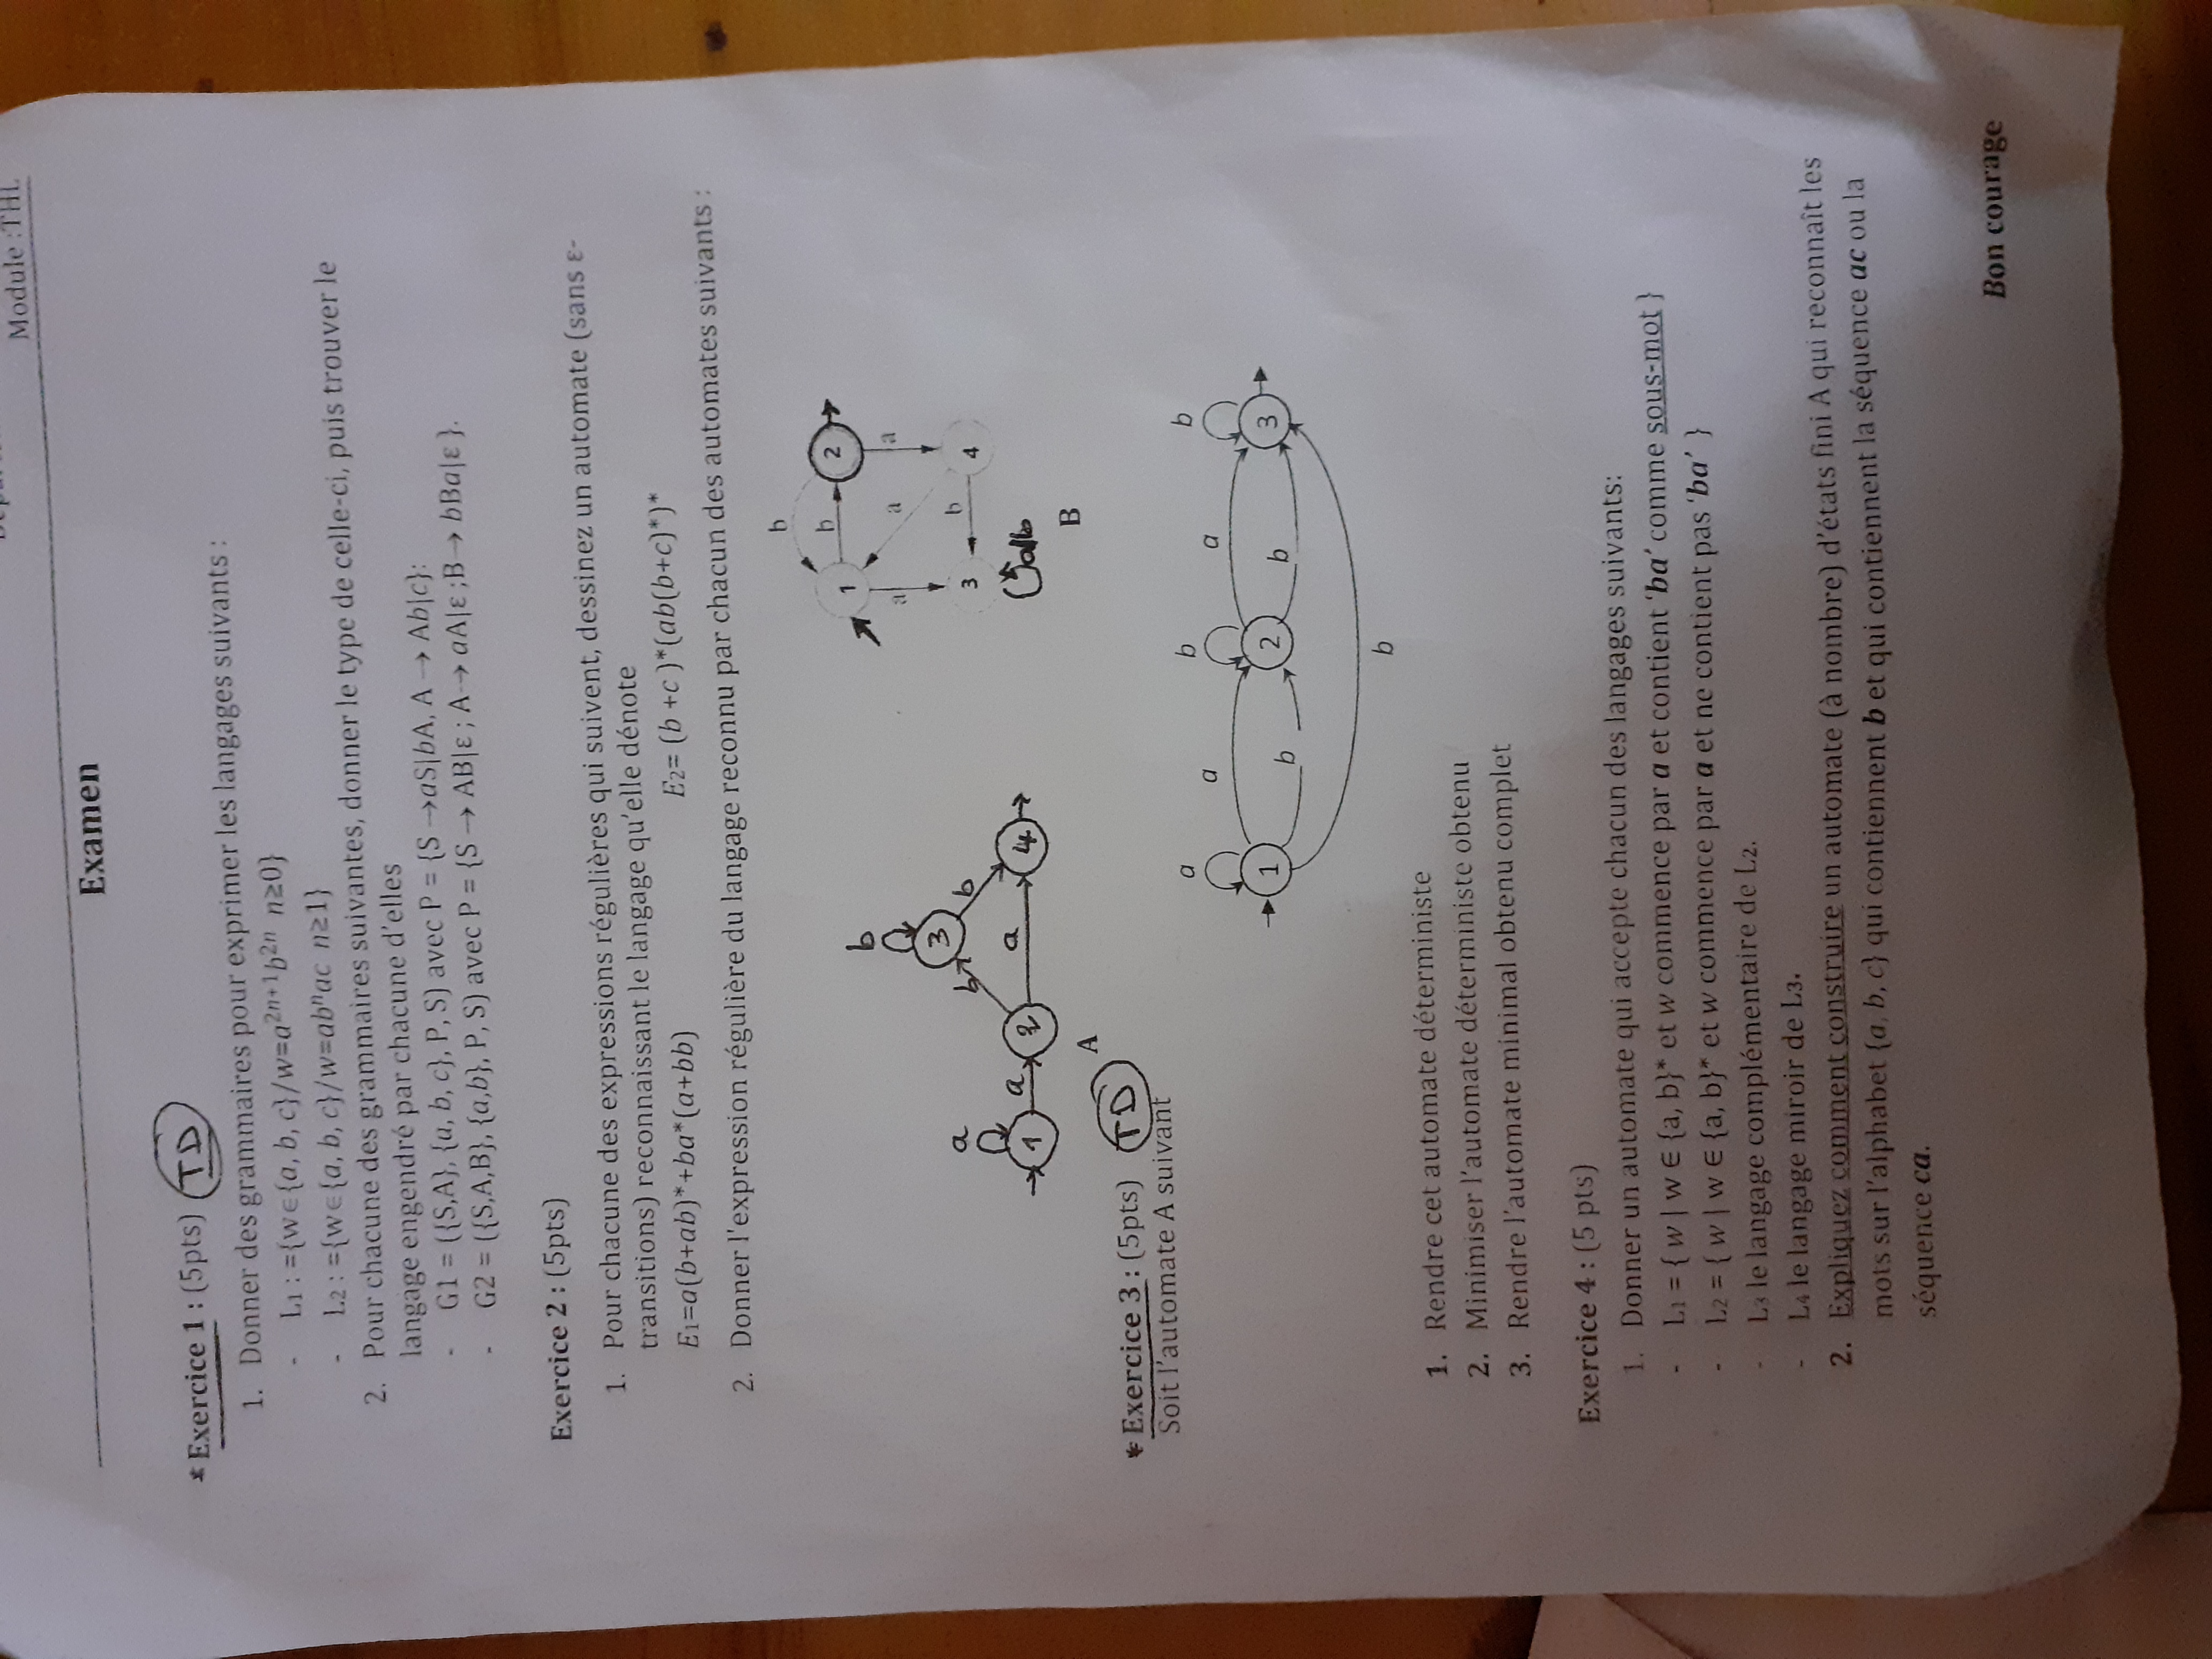 Module :THL
Examen
* Exercice 1 : (5pts) TD
1. Donner des grammaires pour exprimer les langages suivants :
- L₁ : ={w∈{a, b, c}/w=a²ⁿ⁺¹b²ⁿ n≥0}
- L₂ : ={w∈{a, b, c}/w=abⁿac n≥1}
2. Pour chacune des grammaires suivantes, donner le type de celle-ci, puis trouver le
langage engendré par chacune d'elles
- G1 = ({S,A}, {a, b, c}, P, S) avec P = {S →aS|bA, A → Ab|c}:
- G2 = ({S,A,B}, {a,b}, P, S) avec P = {S → AB|ε ; A→ aA|ε ;B→ bBa|ε }.
Exercice 2 : (5pts)
1. Pour chacune des expressions régulières qui suivent, dessinez un automate (sans ε-
transitions) reconnaissant le langage qu'elle dénote
E₁=a(b+ab)*+ba*(a+bb) E₂= (b +c )*(ab(b+c)*)*
2. Donner l'expression régulière du langage reconnu par chacun des automates suivants :
b
b
1 2
a a a
b
3 4
a/b
B
b
3
a b b
a a
1 2 4
A
* Exercice 3 : (5pts) TD
Soit l'automate A suivant
a b b
a a
1 2 3
b b
b
1. Rendre cet automate déterministe
2. Minimiser l'automate déterministe obtenu
3. Rendre l'automate minimal obtenu complet
Exercice 4 : (5 pts)
1. Donner un automate qui accepte chacun des langages suivants:
- L₁ = { w | w ∈ {a, b}* et w commence par a et contient ‘ba’ comme sous-mot }
- L₂ = { w | w ∈ {a, b}* et w commence par a et ne contient pas ‘ba’ }
- L₃ le langage complémentaire de L₂.
- L₄ le langage miroir de L₃.
2. Expliquez comment construire un automate (à nombre) d'états fini A qui reconnaît les
mots sur l'alphabet {a, b, c} qui contiennent b et qui contiennent la séquence ac ou la
séquence ca.
Bon courage